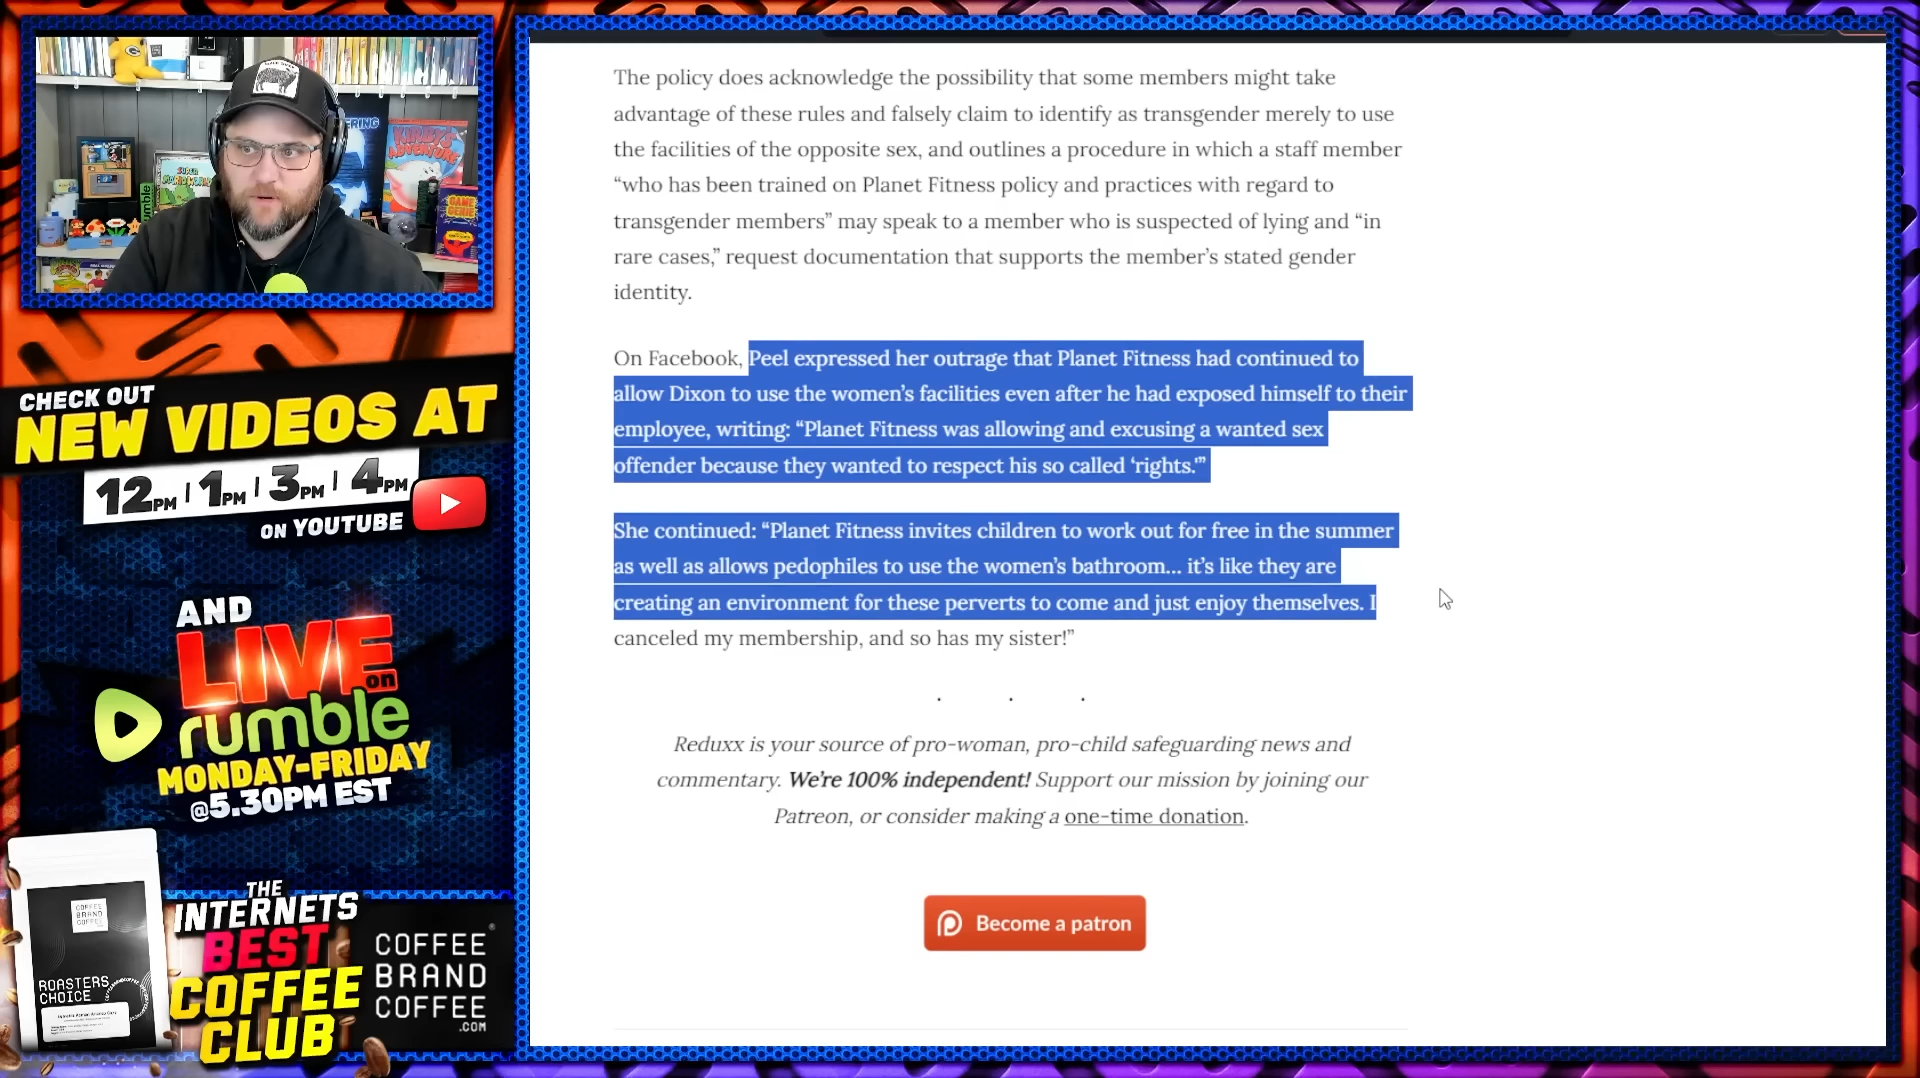 BLACK RIFLE
KIRBY'S
ADVENTURE
SUPER
GAME
GENIE
CHECK OUT
NEW VIDEOS AT
12PM | 1PM | 3PM | 4PM
ON YOUTUBE
AND
LIVE on
rumble
MONDAY-FRIDAY
@5.30PM EST
THE
INTERNETS
BEST
COFFEE
CLUB
COFFEE
BRAND
COFFEE
ROASTERS
CHOICE
COFFEE
BRAND
COFFEE
.COM
The policy does acknowledge the possibility that some members might take
advantage of these rules and falsely claim to identify as transgender merely to use
the facilities of the opposite sex, and outlines a procedure in which a staff member
“who has been trained on Planet Fitness policy and practices with regard to
transgender members” may speak to a member who is suspected of lying and “in
rare cases,” request documentation that supports the member’s stated gender
identity.
On Facebook, Peel expressed her outrage that Planet Fitness had continued to
allow Dixon to use the women’s facilities even after he had exposed himself to their
employee, writing: “Planet Fitness was allowing and excusing a wanted sex
offender because they wanted to respect his so called ‘rights.'”
She continued: “Planet Fitness invites children to work out for free in the summer
as well as allows pedophiles to use the women’s bathroom… it’s like they are
creating an environment for these perverts to come and just enjoy themselves. I
canceled my membership, and so has my sister!”
. . .
Reduxx is your source of pro-woman, pro-child safeguarding news and
commentary. We’re 100% independent! Support our mission by joining our
Patreon, or consider making a one-time donation.
Become a patron